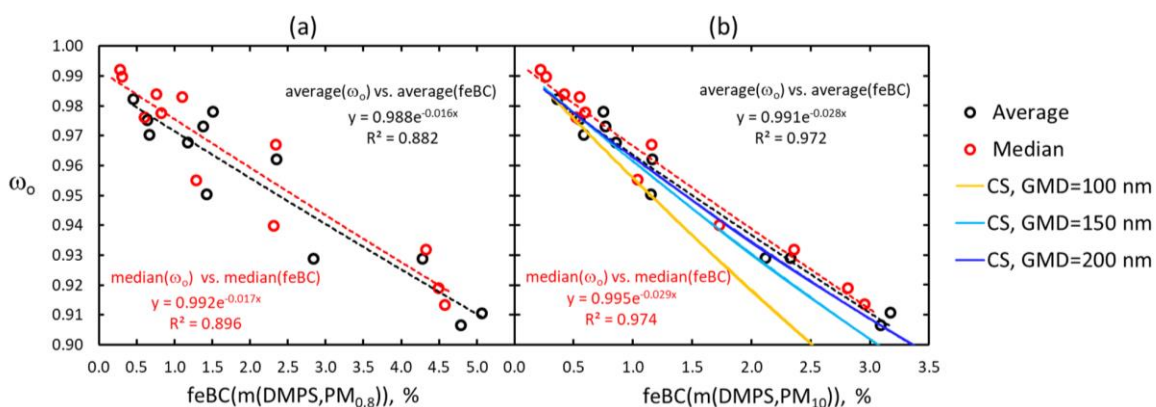 (a)
(b)
1.00
0.99
0.98
0.97
0.96
0.95
0.94
0.93
0.92
0.91
0.90
ωₒ
average(ωₒ) vs. average(feBC)
y = 0.988e^-0.016x
R² = 0.882
median(ωₒ) vs. median(feBC)
y = 0.992e^-0.017x
R² = 0.896
0.0 0.5 1.0 1.5 2.0 2.5 3.0 3.5 4.0 4.5 5.0
feBC(m(DMPS,PM0.8)), %
average(ωₒ) vs. average(feBC)
y = 0.991e^-0.028x
R² = 0.972
median(ωₒ) vs. median(feBC)
y = 0.995e^-0.029x
R² = 0.974
0.0 0.5 1.0 1.5 2.0 2.5 3.0 3.5
feBC(m(DMPS,PM10)), %
Average
Median
CS, GMD=100 nm
CS, GMD=150 nm
CS, GMD=200 nm